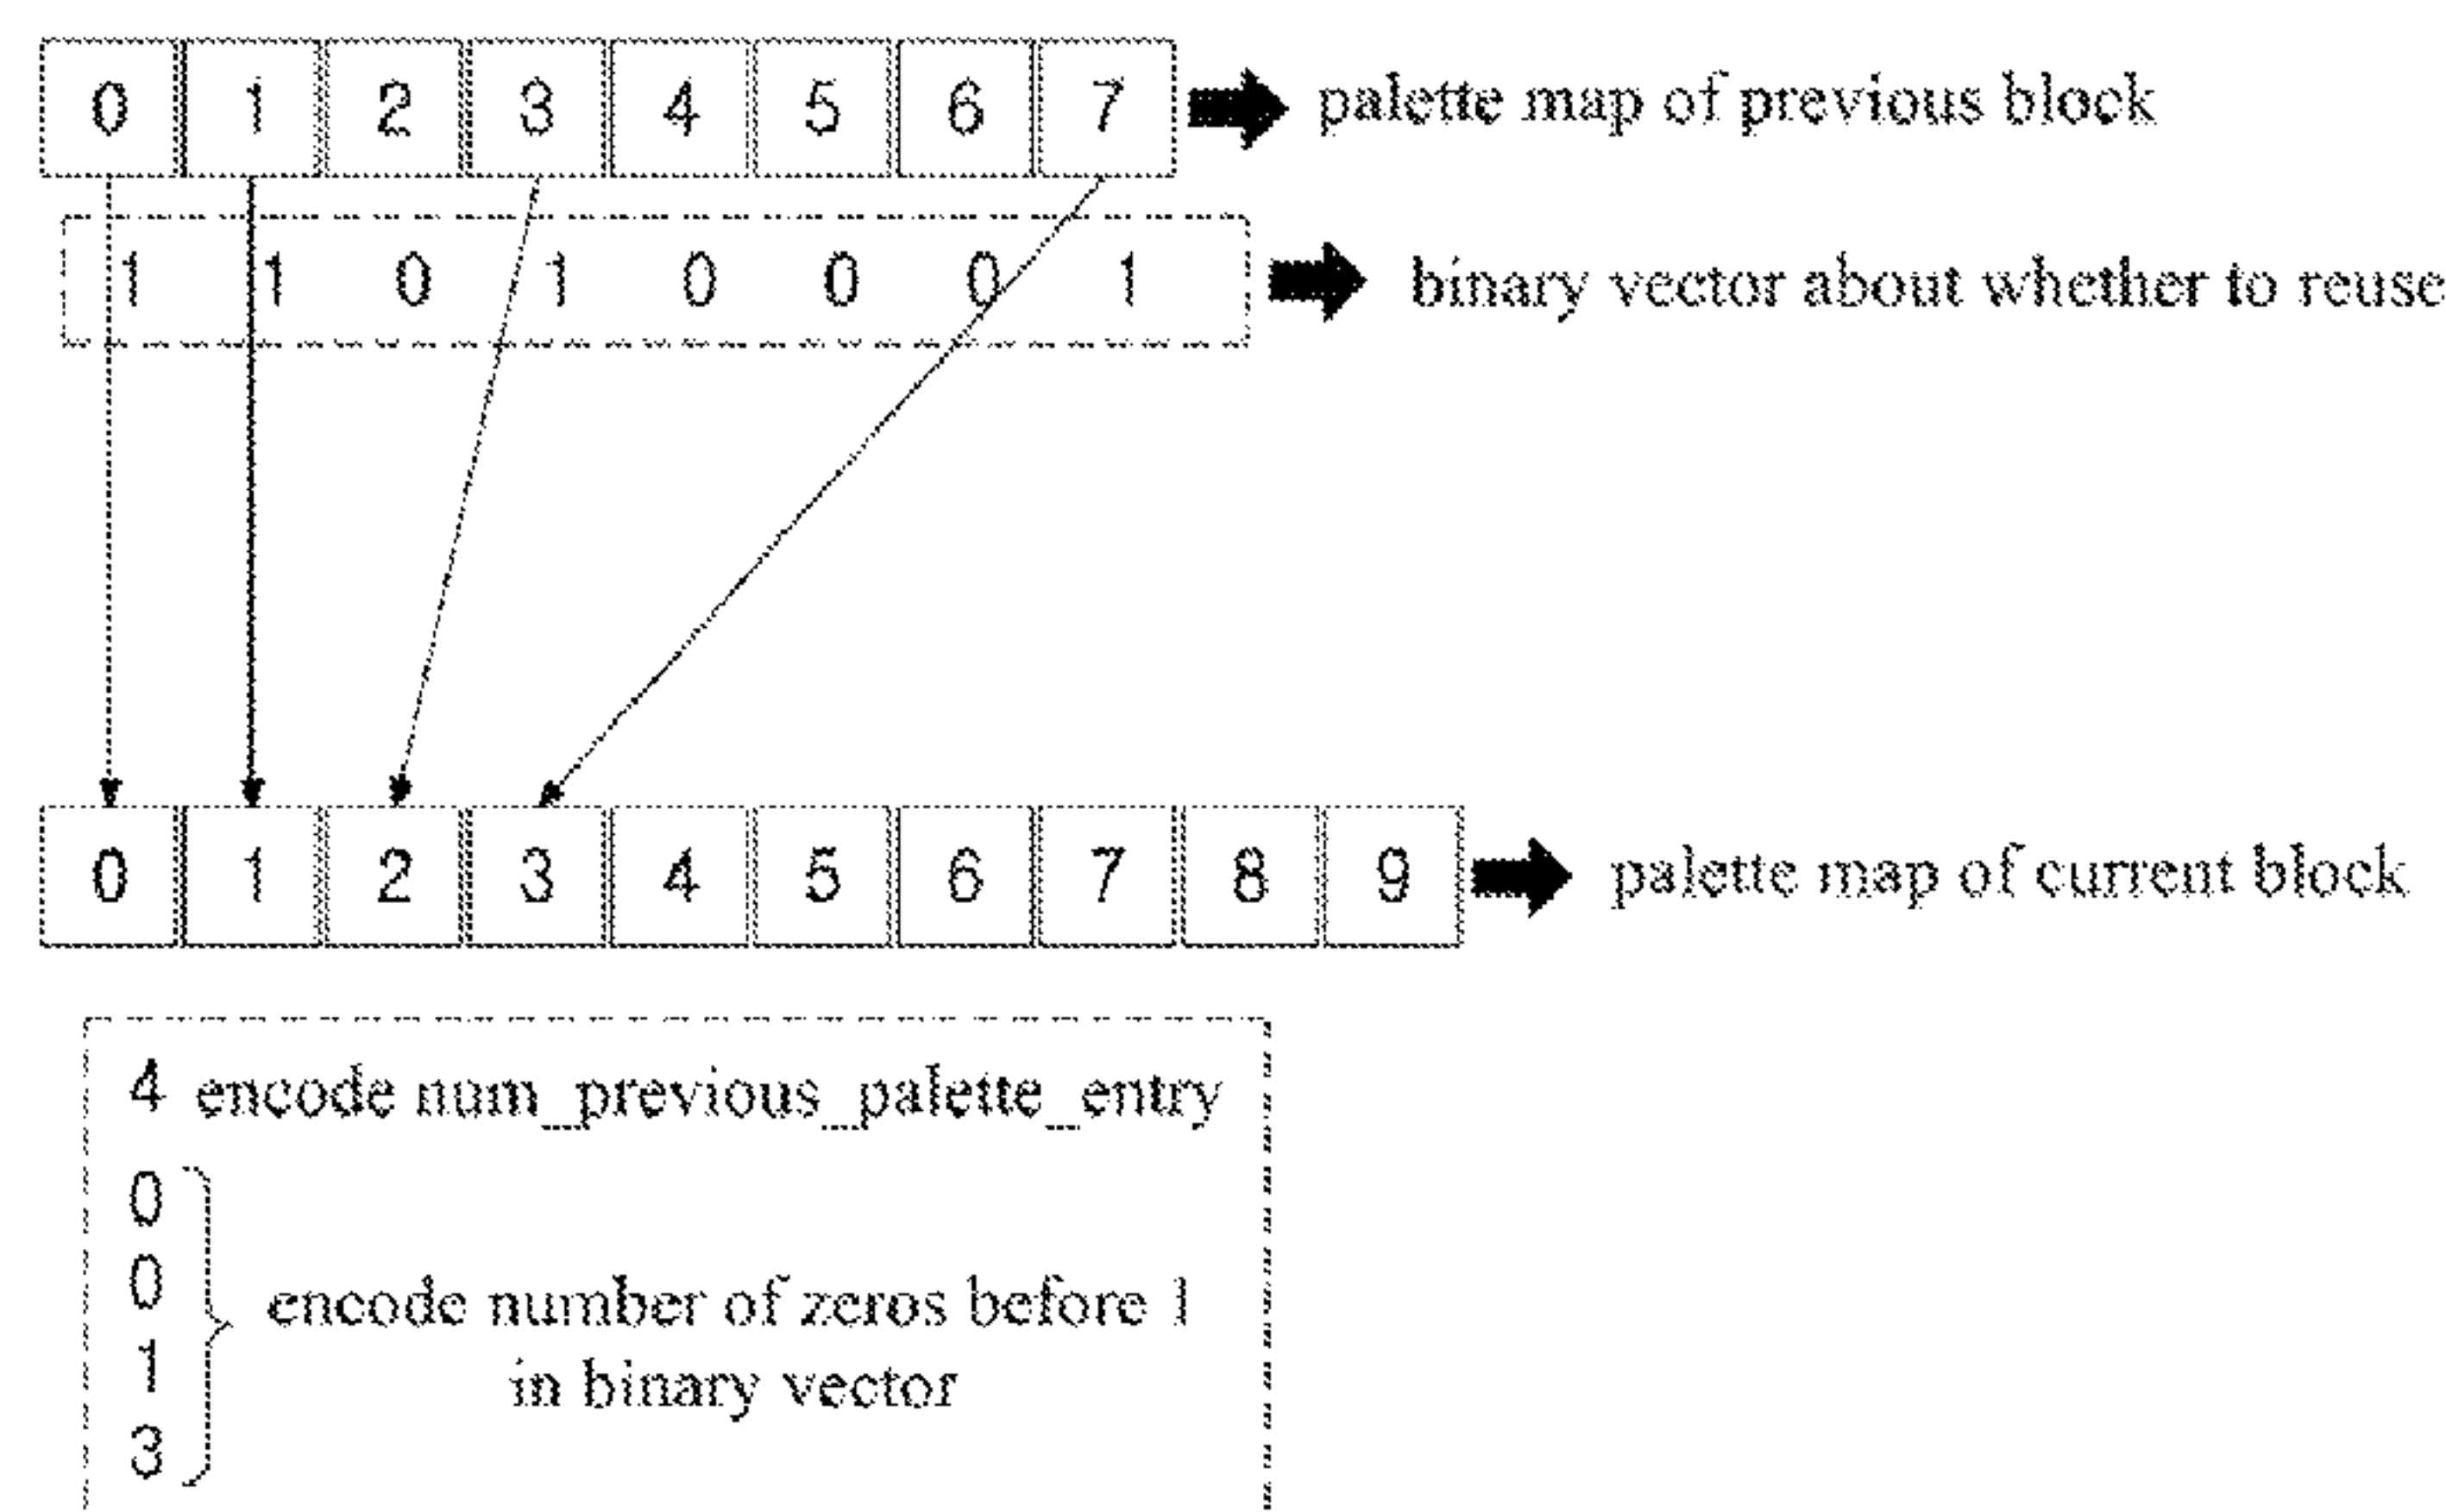 0 1 2 3 4 5 6 7 palette map of previous block
1 1 0 1 0 0 0 1 binary vector about whether to reuse
0 1 2 3 4 5 6 7 8 9 palette map of current block
4 encode num_previous_palette_entry
0
0
encode number of zeros before 1
1
in binary vector
3